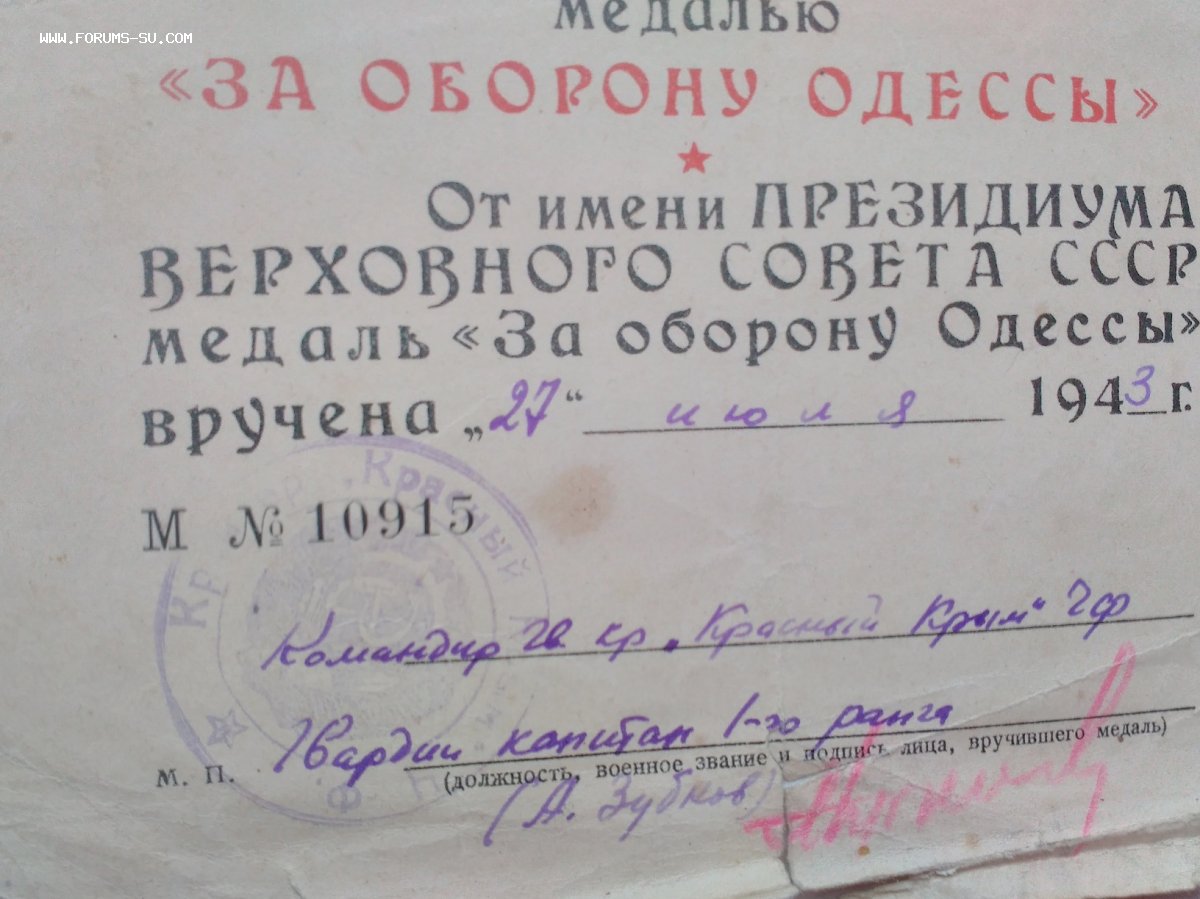 www.forums-su.com
медалью
«ЗА ОБОРОНУ ОДЕССЫ»
От имени ПРЕЗИДИУМА
ВЕРХОВНОГО СОВЕТА СССР
медаль «За оборону Одессы»
вручена „27“ июля 1943 г.
М № 10915
Командир гв. кр. „Красный Крым“ ЧФ
Гвардии капитан 1-го ранга
(должность, военное звание и подпись лица, вручившего медаль)
М. П.
(А. Зубков)
Красный